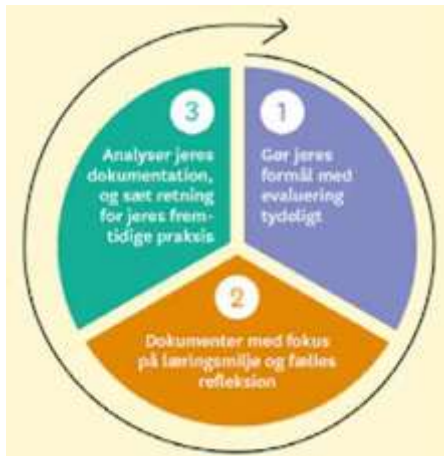 1
Gør jeres
formål med
evaluering
tydeligt
2
Dokumenter med fokus
på læringsmiljø og fælles
refleksion
3
Analyser jeres
dokumentation,
og sæt retning
for jeres frem-
tidige praksis